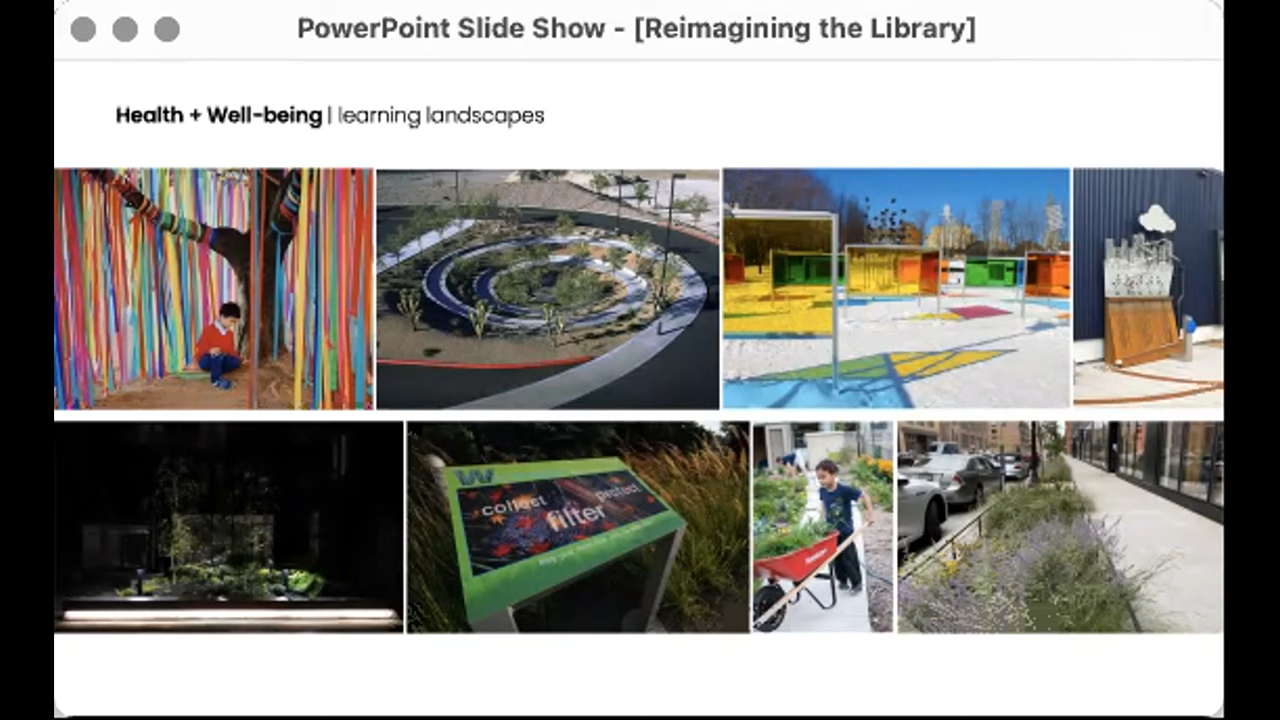 PowerPoint Slide Show - [Reimagining the Library]
Health + Well-being | learning landscapes
W
collect
protect
filter